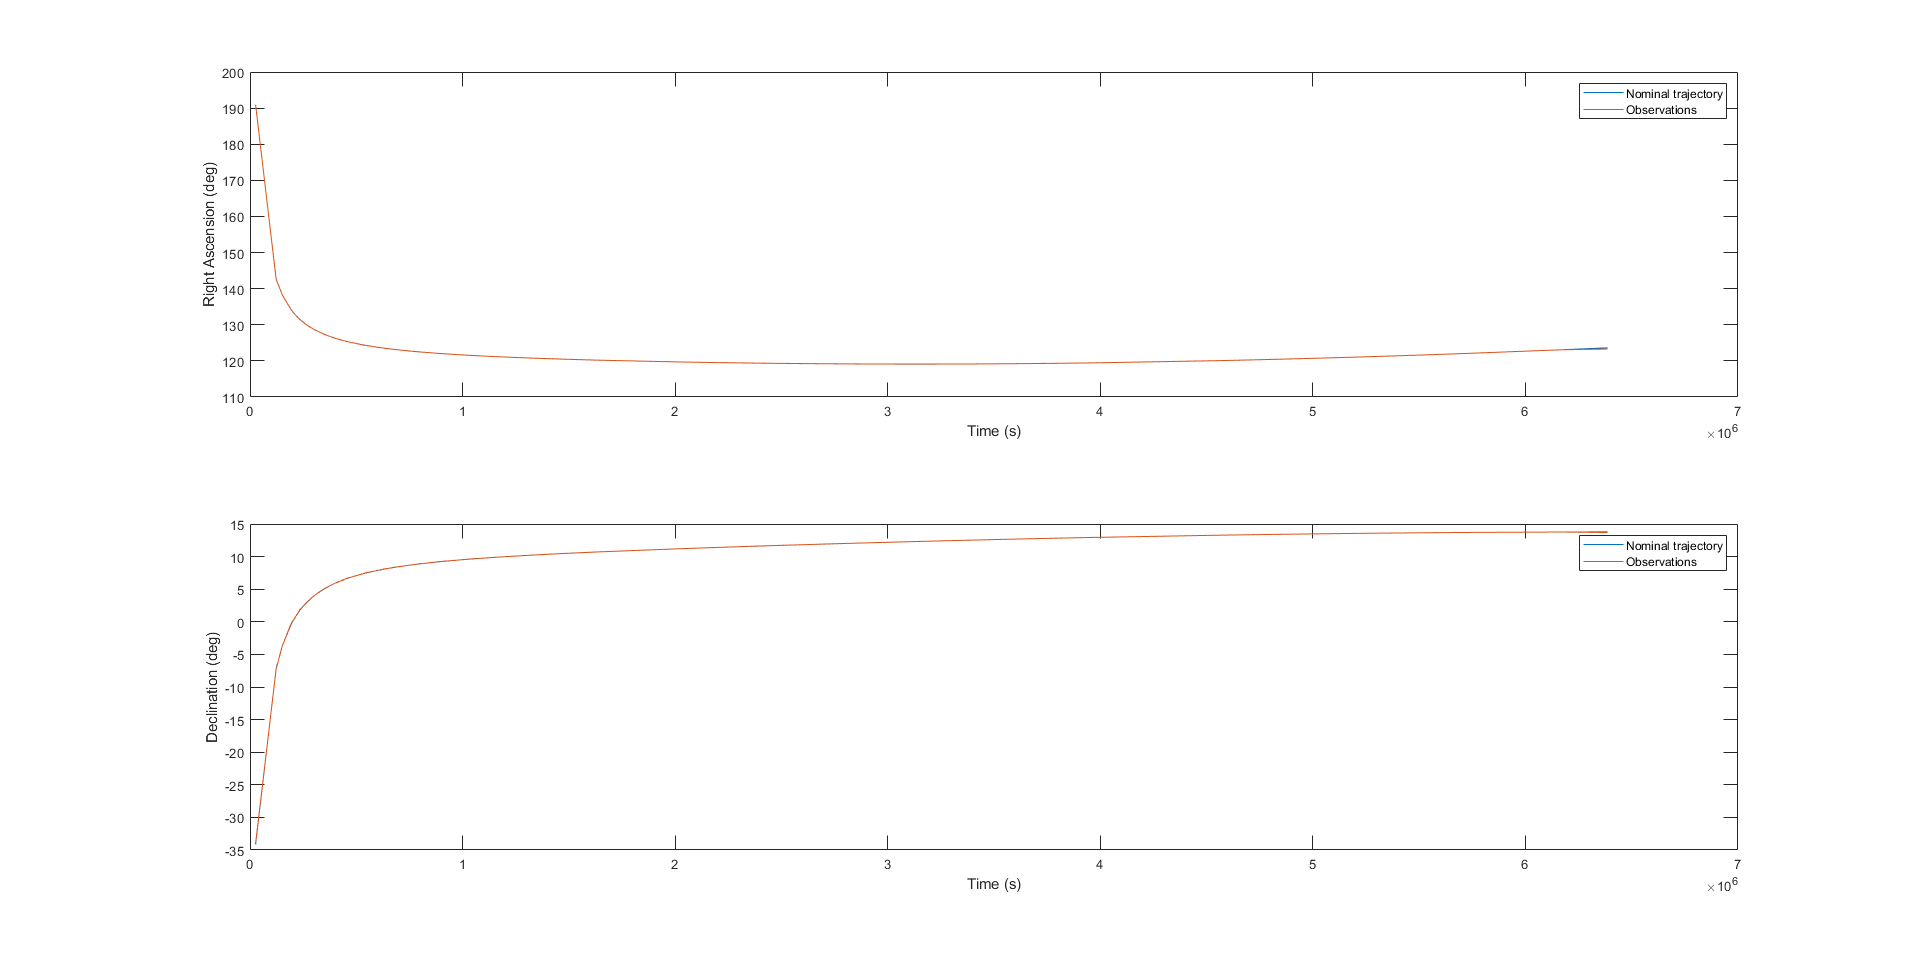 200
190
180
170
160
150
140
130
120
110
Right Ascension (deg)
Nominal trajectory
Observations
0 1 2 3 4 5 6 7
Time (s)
×10^6
15
10
5
0
-5
-10
-15
-20
-25
-30
-35
Declination (deg)
Nominal trajectory
Observations
0 1 2 3 4 5 6 7
Time (s)
×10^6